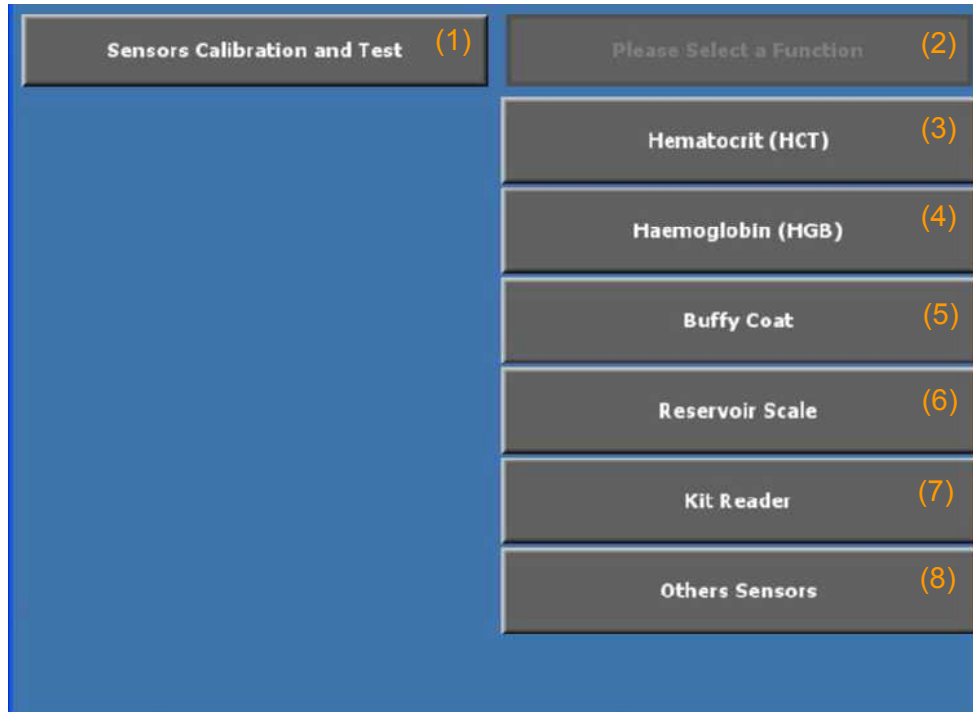 Sensors Calibration and Test (1)
Please Select a Function (2)
Hematocrit (HCT) (3)
Haemoglobin (HGB) (4)
Buffy Coat (5)
Reservoir Scale (6)
Kit Reader (7)
Others Sensors (8)